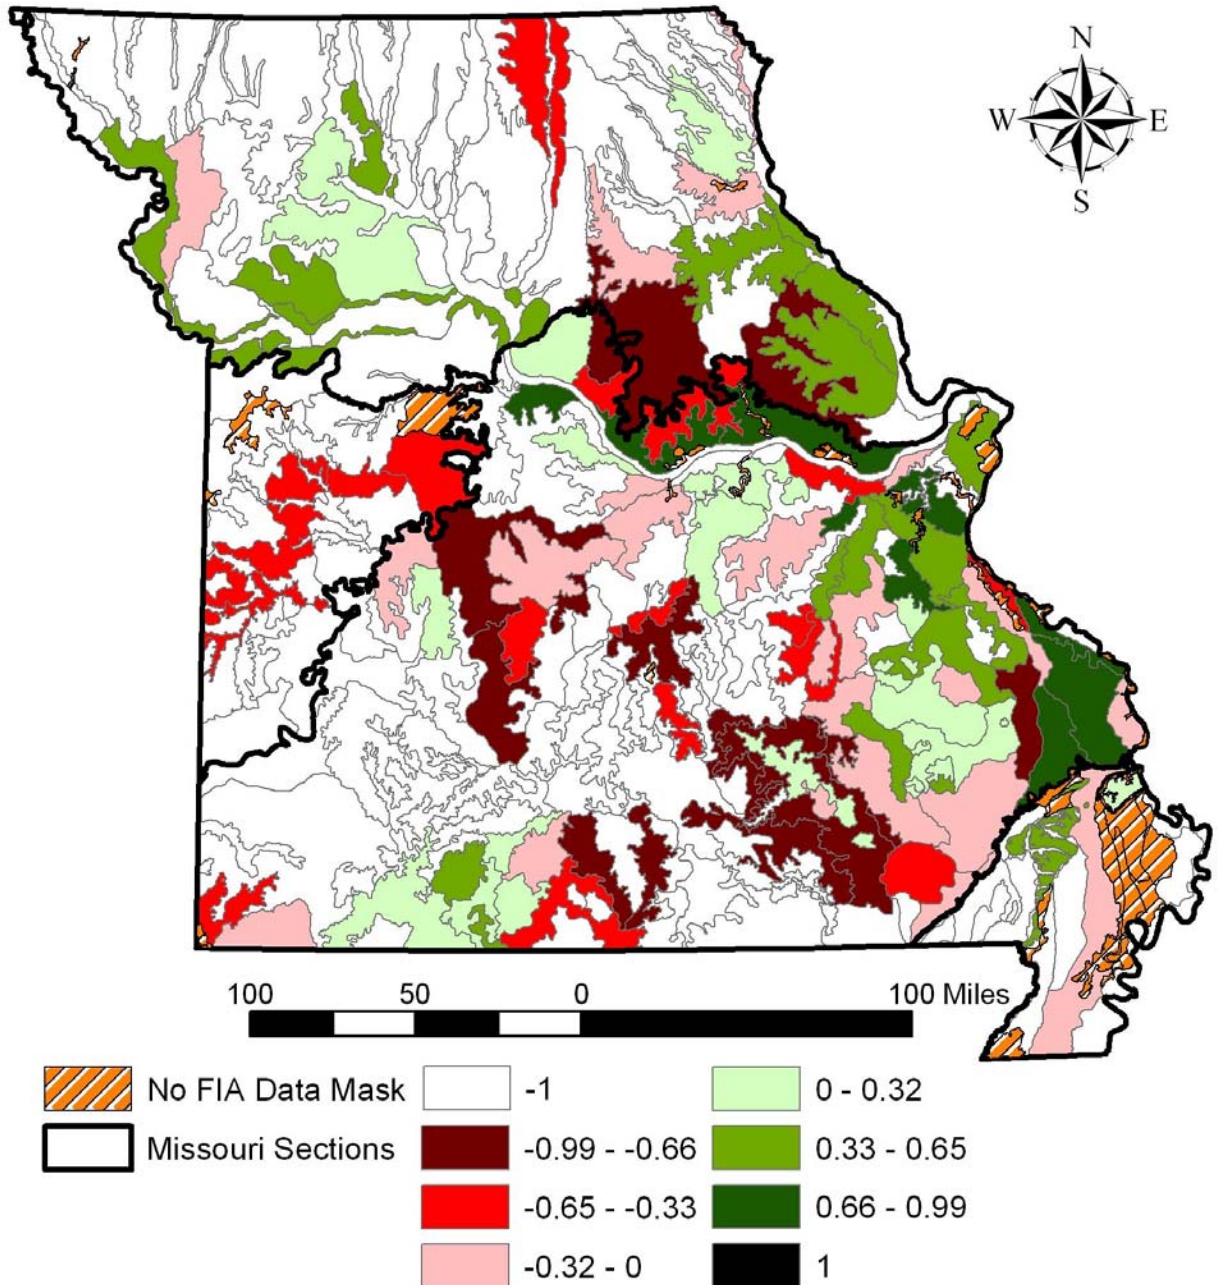 N
W E
S
100 50 0 100 Miles
No FIA Data Mask -1 0 - 0.32
Missouri Sections -0.99 - -0.66 0.33 - 0.65
-0.65 - -0.33 0.66 - 0.99
-0.32 - 0 1